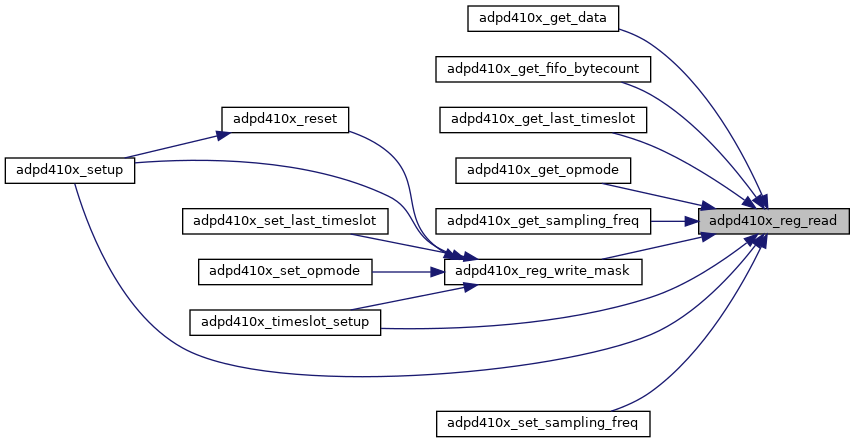 adpd410x_get_data
adpd410x_get_fifo_bytecount
adpd410x_reset
adpd410x_get_last_timeslot
adpd410x_setup
adpd410x_get_opmode
adpd410x_set_last_timeslot
adpd410x_get_sampling_freq
adpd410x_reg_read
adpd410x_set_opmode
adpd410x_reg_write_mask
adpd410x_timeslot_setup
adpd410x_set_sampling_freq